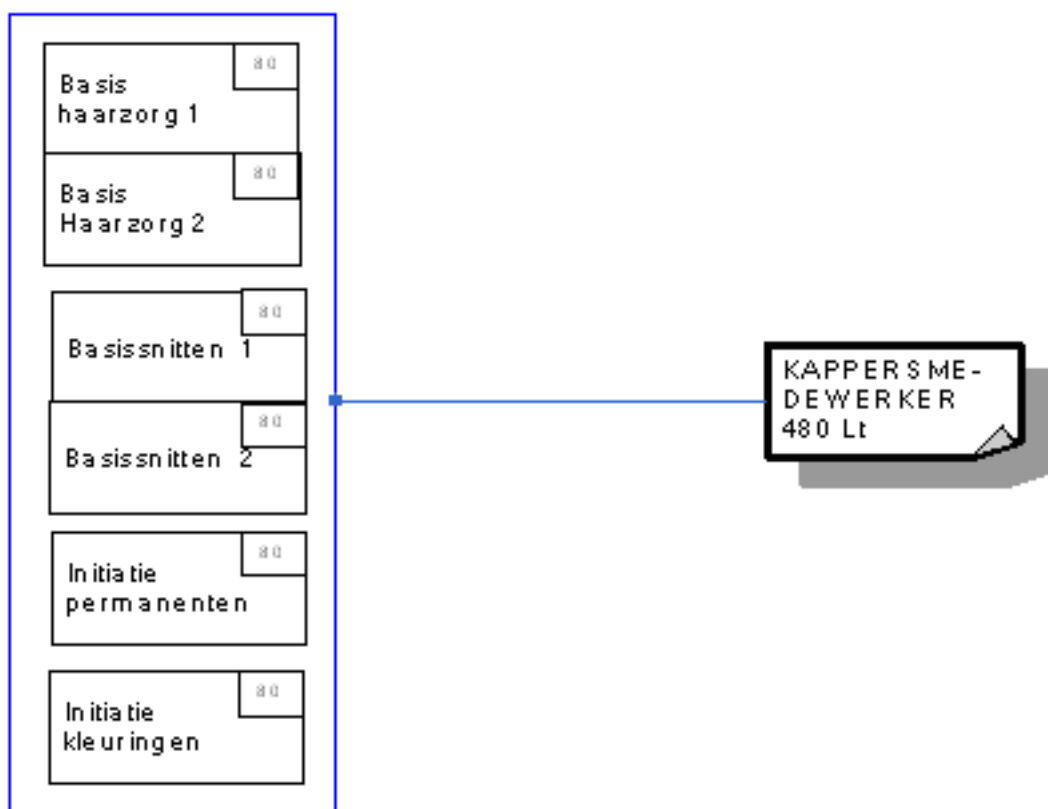 80
Basis
haarzorg 1
80
Basis
Haarzorg 2
80
Basissnitten 1
80
Basissnitten 2
80
Initiatie
permanenten
80
Initiatie
kleuringen
KAPPERSME-
DEWERKER
480 Lt